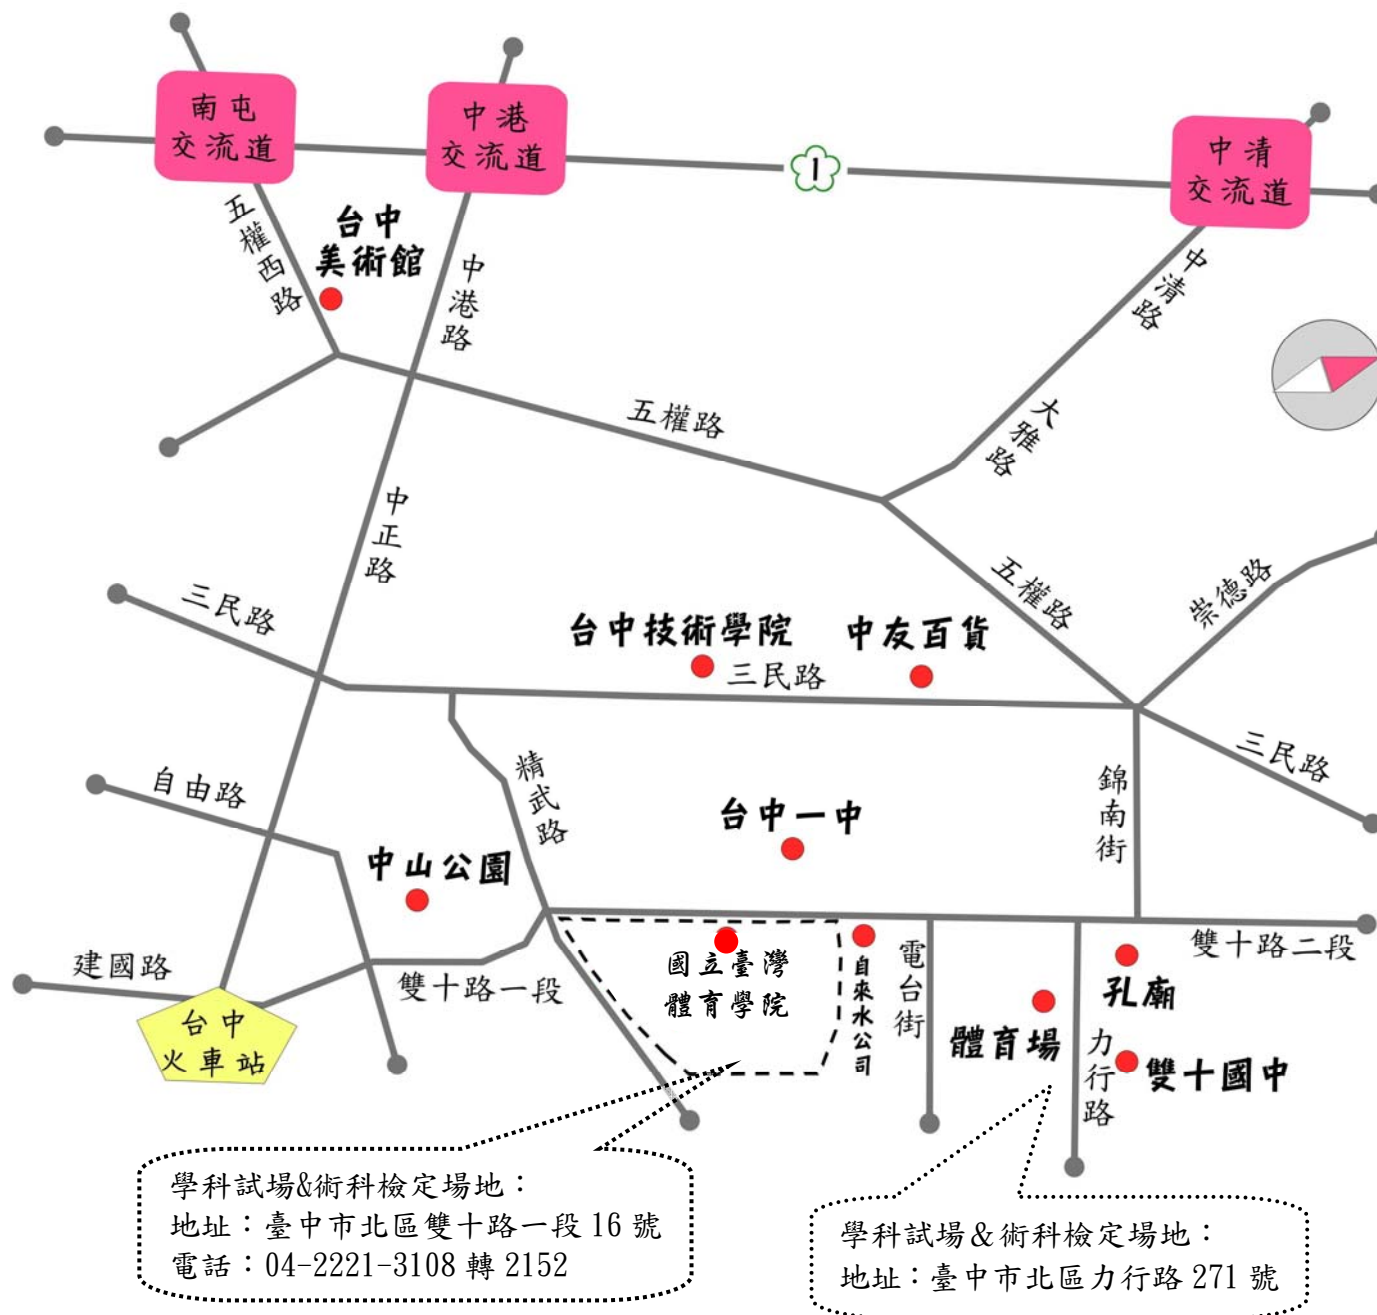 南屯
交流道
中港
交流道
1
中清
交流道
五權西路
台中
美術館
中港路
中清路
五權路
大雅路
中正路
三民路
台中技術學院
中友百貨
三民路
五權路
崇德路
三民路
自由路
精武路
台中一中
錦南街
中山公園
建國路
台中
火車站
雙十路一段
國立臺灣
體育學院
自來水公司
電台街
體育場
力行路
孔廟
雙十路二段
雙十國中
學科試場&術科檢定場地：
地址：臺中市北區雙十路一段 16 號
電話：04-2221-3108 轉 2152
學科試場＆術科檢定場地：
地址：臺中市北區力行路 271 號